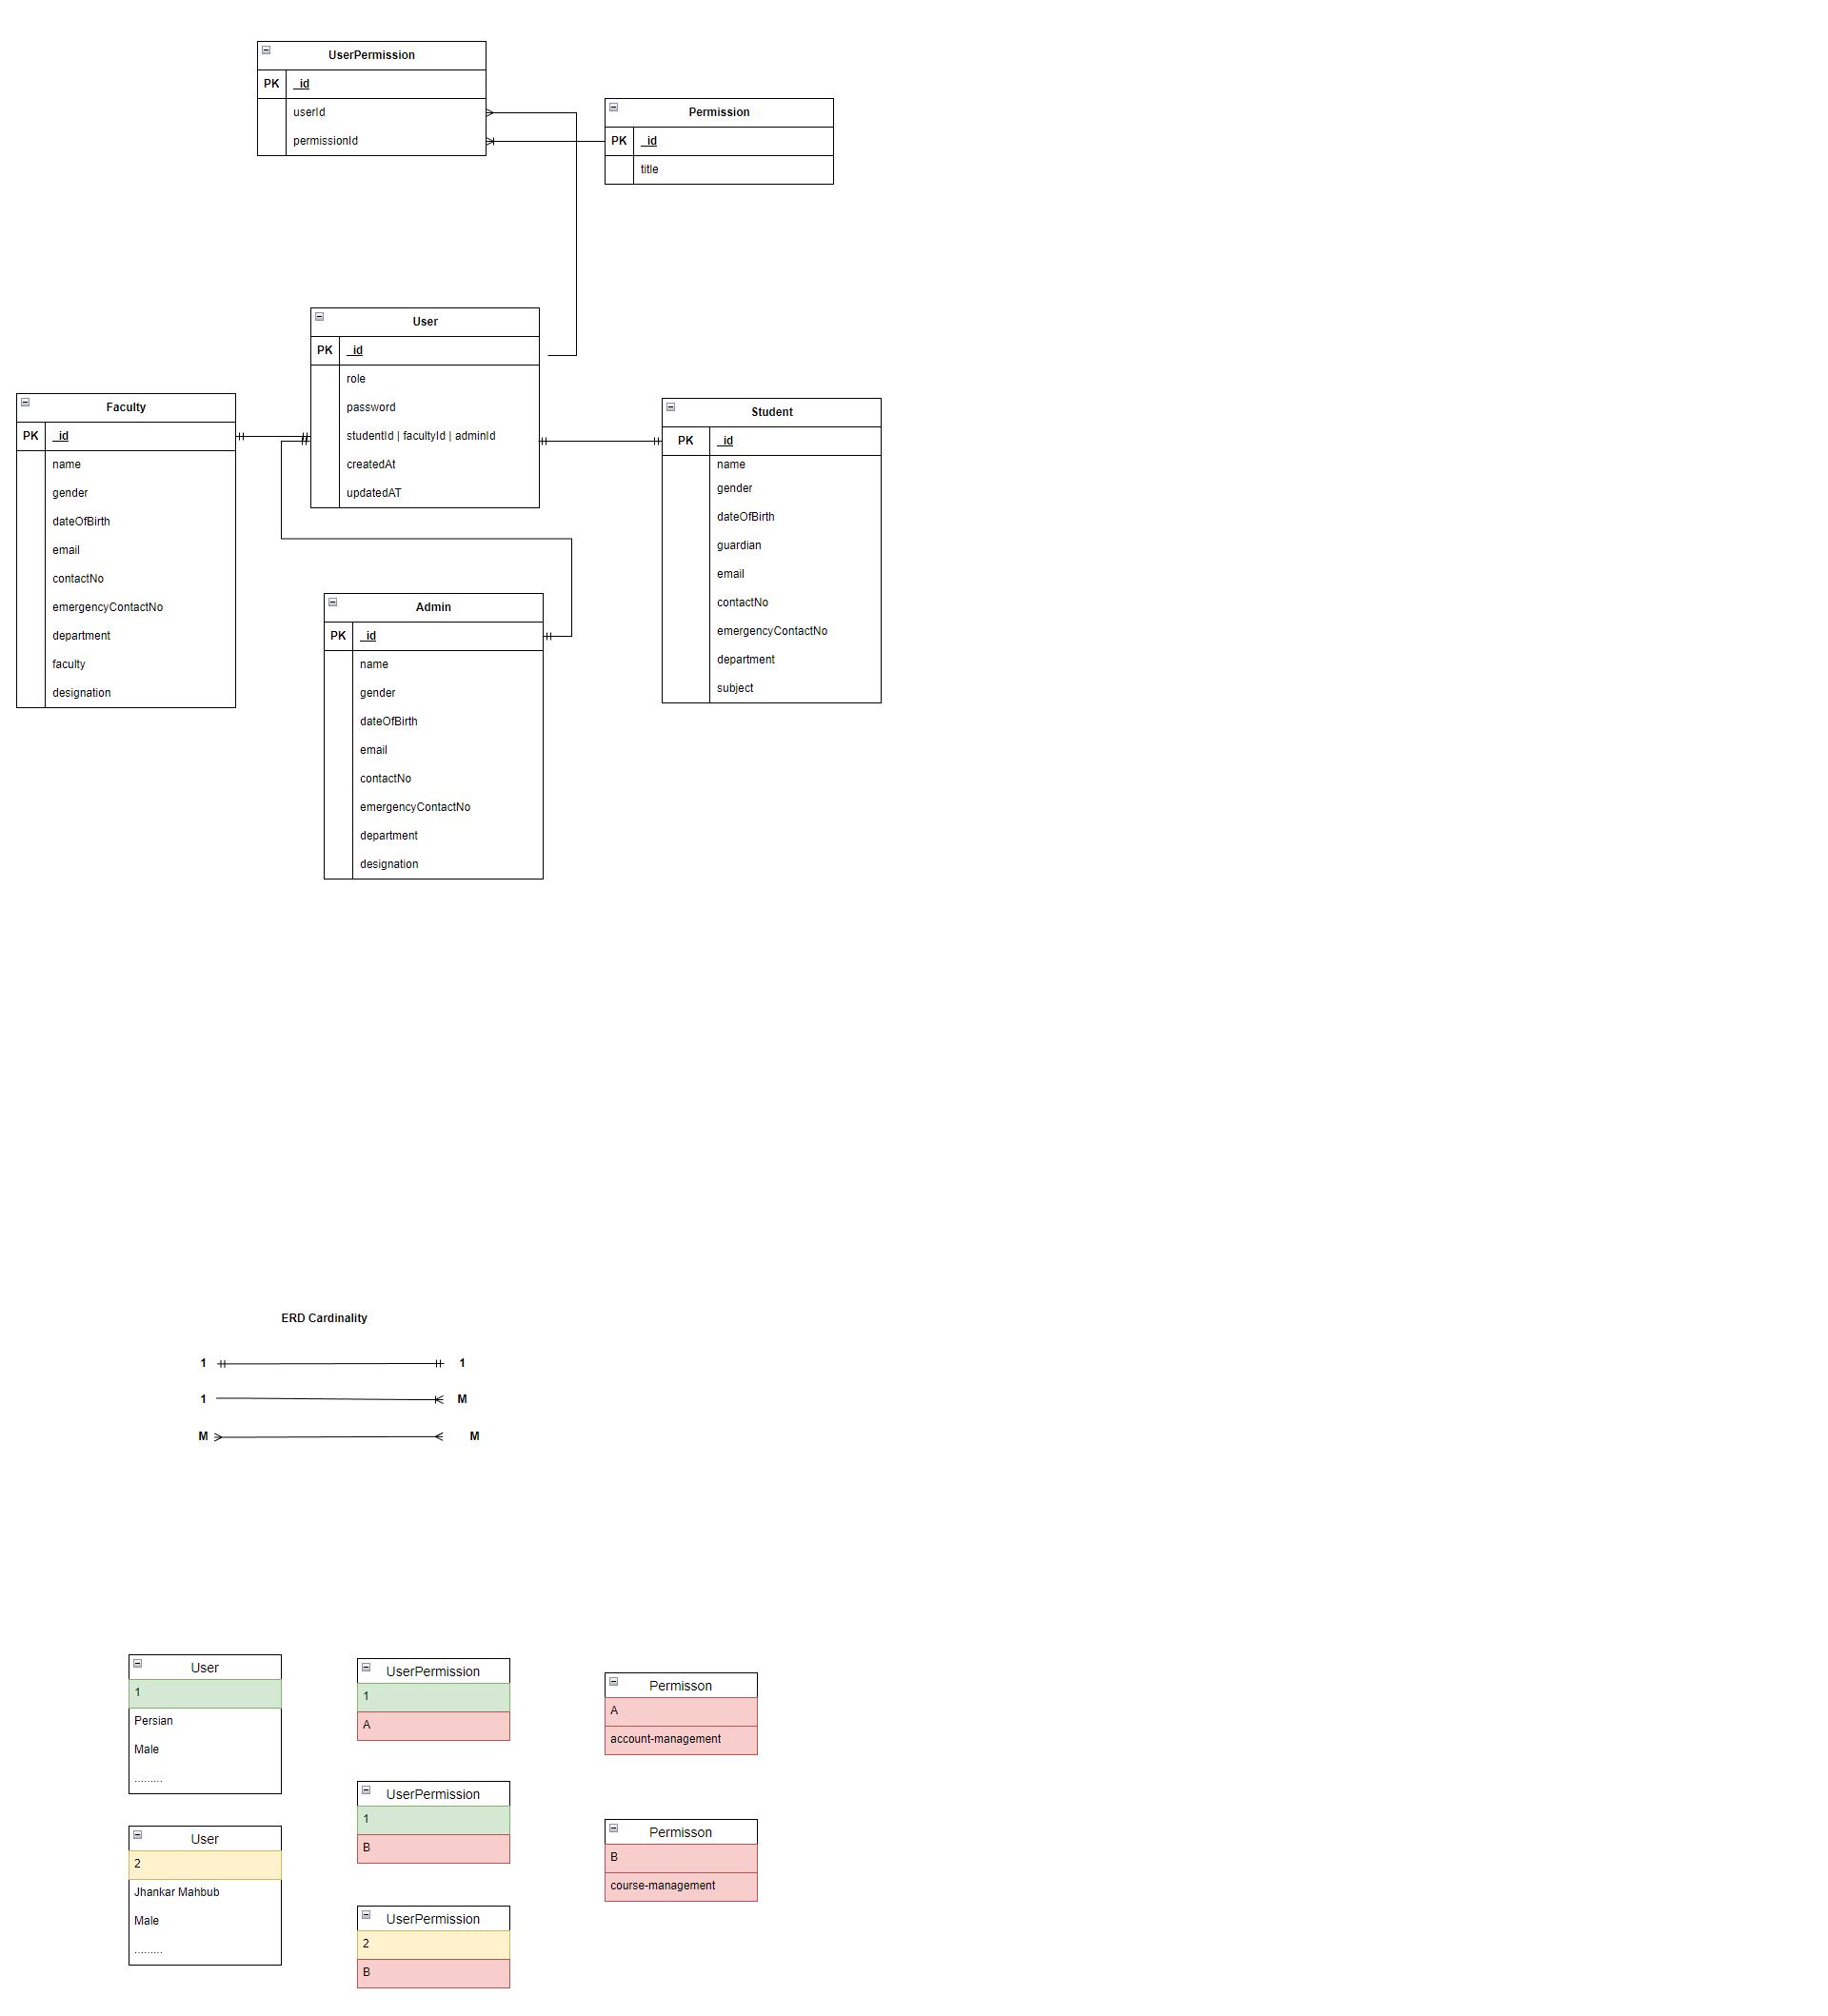 UserPermission
PK _id
userId
permissionId
Permission
PK _id
title
User
PK _id
role
password
studentId | facultyId | adminId
createdAt
updatedAT
Faculty
PK _id
name
gender
dateOfBirth
email
contactNo
emergencyContactNo
department
faculty
designation
Student
PK _id
name
gender
dateOfBirth
guardian
email
contactNo
emergencyContactNo
department
subject
Admin
PK _id
name
gender
dateOfBirth
email
contactNo
emergencyContactNo
department
designation
ERD Cardinality
1 1
1 M
M M
User
1
Persian
Male
.........
User
2
Jhankar Mahbub
Male
.........
UserPermission
1
A
UserPermission
1
B
UserPermission
2
B
Permisson
A
account-management
Permisson
B
course-management